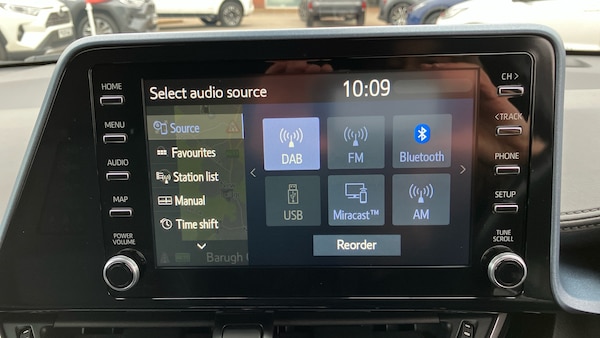 HOME
MENU
AUDIO
MAP
POWER
VOLUME
Select audio source
10:09
Source
Favourites
Station list
Manual
Time shift
DAB
FM
Bluetooth
USB
Miracast™
AM
Reorder
Barugh
CH >
< TRACK
PHONE
SETUP
TUNE
SCROLL